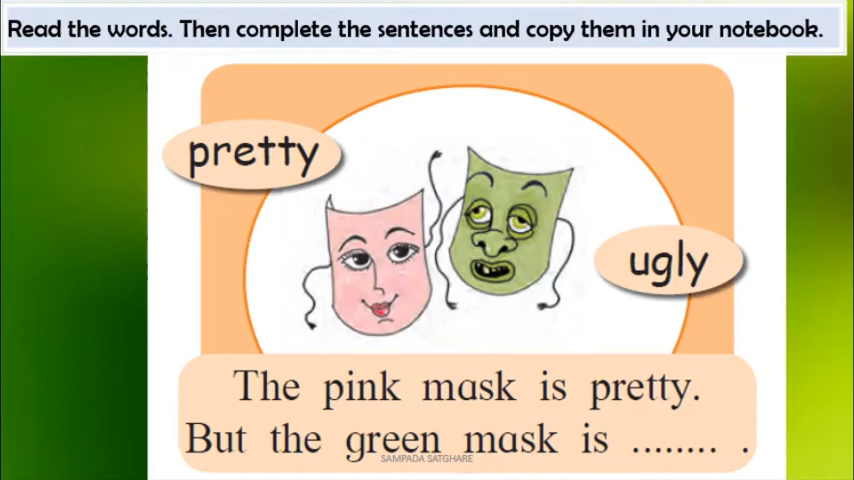 Read the words. Then complete the sentences and copy them in your notebook.
pretty
ugly
The pink mask is pretty.
But the green mask is ........ .
SAMPADA SATGHARE